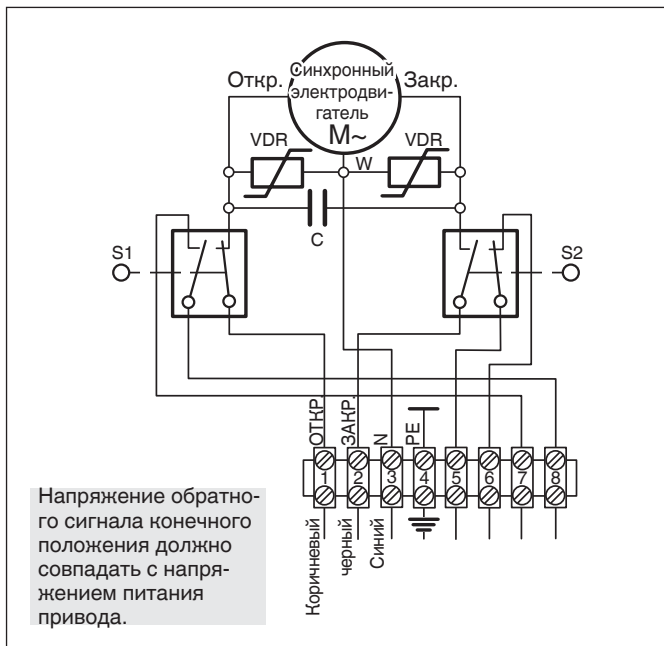 Откр.
Синхронный
электродви-
гатель
M~
Закр.
VDR
VDR
W
C
S1
S2
ОТКР.
ЗАКР.
N
PE
1 2 3 4 5 6 7 8
Коричневый
черный
Синий
Напряжение обратно-
го сигнала конечного
положения должно
совпадать с напря-
жением питания
привода.